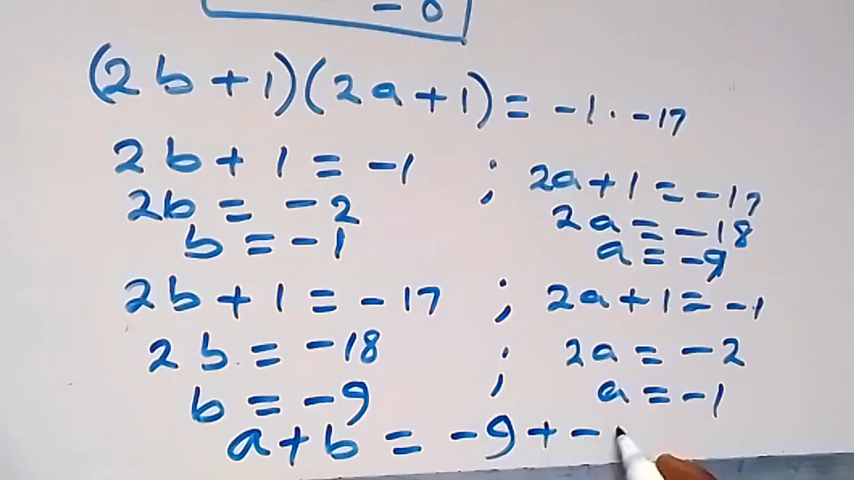 - 0
(2b+1)(2a+1) = -1 · -17
2b+1 = -1 ; 2a+1 = -17
2b = -2 2a = -18
b = -1 a = -9
2b+1 = -17 ; 2a+1 = -1
2b = -18 ; 2a = -2
b = -9 ; a = -1
a+b = -9+-